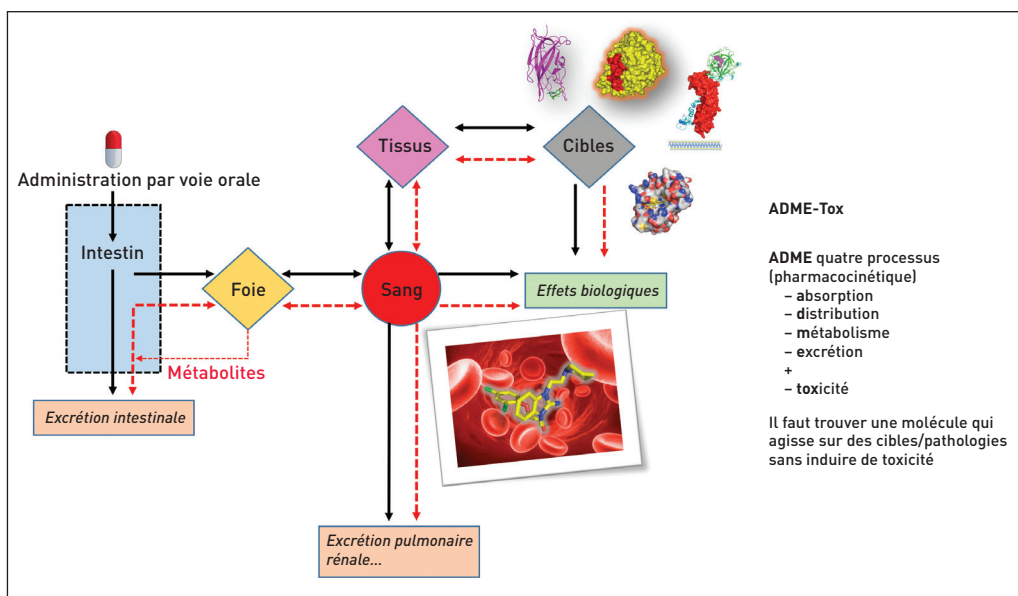 Administration par voie orale
Intestin
Foie
Sang
Tissus
Cibles
Effets biologiques
Métabolites
Excrétion intestinale
Excrétion pulmonaire
rénale...
ADME-Tox
ADME quatre processus
(pharmacocinétique)
– absorption
– distribution
– métabolisme
– excrétion
+
– toxicité
Il faut trouver une molécule qui
agisse sur des cibles/pathologies
sans induire de toxicité